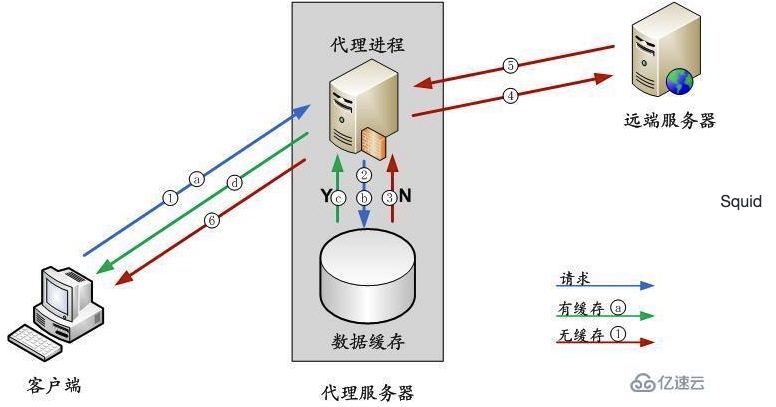 代理进程
⑤
④
远端服务器
ⓐ
①
ⓓ
⑥
②
Y ⓒ ⓑ ③ N
Squid
请求
有缓存 ⓐ
无缓存 ①
数据缓存
客户端
代理服务器
亿速云